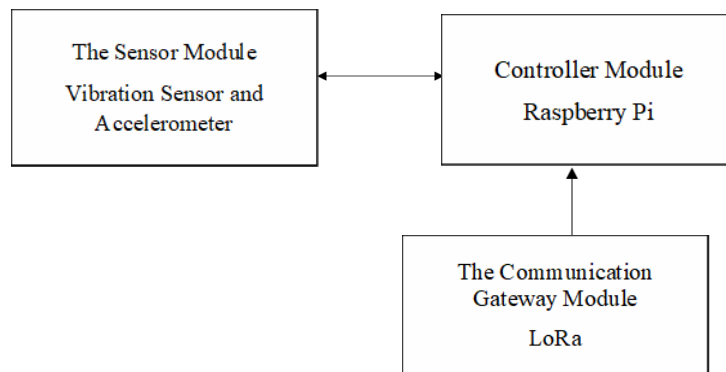 The Sensor Module
Vibration Sensor and
Accelerometer
Controller Module
Raspberry Pi
The Communication
Gateway Module
LoRa